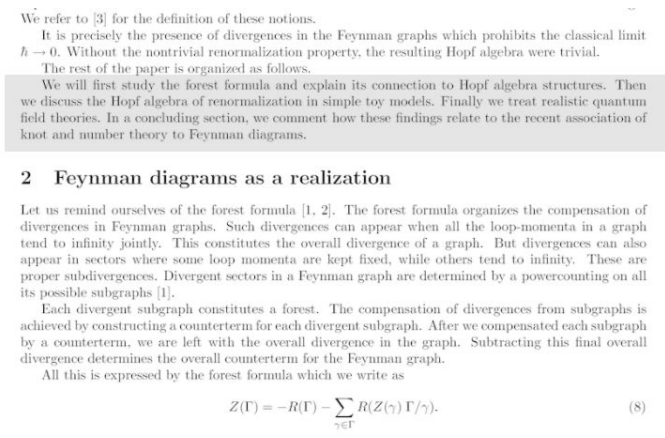 We refer to [3] for the definition of these notions.
It is precisely the presence of divergences in the Feynman graphs which prohibits the classical limit
ℏ → 0. Without the nontrivial renormalization property, the resulting Hopf algebra were trivial.
The rest of the paper is organized as follows.
We will first study the forest formula and explain its connection to Hopf algebra structures. Then
we discuss the Hopf algebra of renormalization in simple toy models. Finally we treat realistic quantum
field theories. In a concluding section, we comment how these findings relate to the recent association of
knot and number theory to Feynman diagrams.
2 Feynman diagrams as a realization
Let us remind ourselves of the forest formula [1, 2]. The forest formula organizes the compensation of
divergences in Feynman graphs. Such divergences can appear when all the loop-momenta in a graph
tend to infinity jointly. This constitutes the overall divergence of a graph. But divergences can also
appear in sectors where some loop momenta are kept fixed, while others tend to infinity. These are
proper subdivergences. Divergent sectors in a Feynman graph are determined by a powercounting on all
its possible subgraphs [1].
Each divergent subgraph constitutes a forest. The compensation of divergences from subgraphs is
achieved by constructing a counterterm for each divergent subgraph. After we compensated each subgraph
by a counterterm, we are left with the overall divergence in the graph. Subtracting this final overall
divergence determines the overall counterterm for the Feynman graph.
All this is expressed by the forest formula which we write as
Z(Γ) = −R(Γ) − ∑ R(Z(γ) Γ/γ). (8)
γ∈Γ